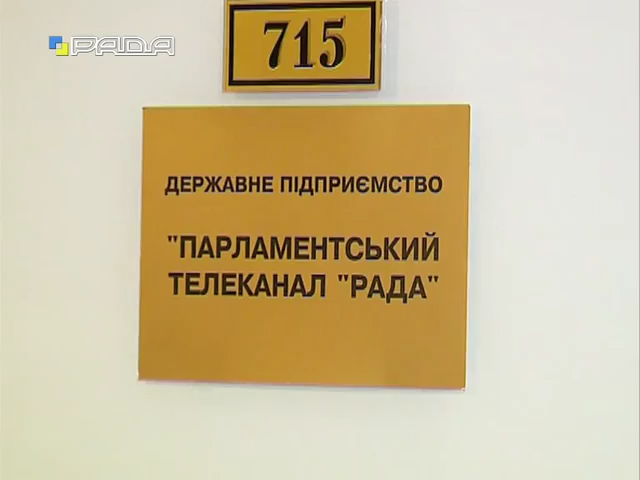 РАДА
715
ДЕРЖАВНЕ ПІДПРИЄМСТВО
"ПАРЛАМЕНТСЬКИЙ
ТЕЛЕКАНАЛ "РАДА"